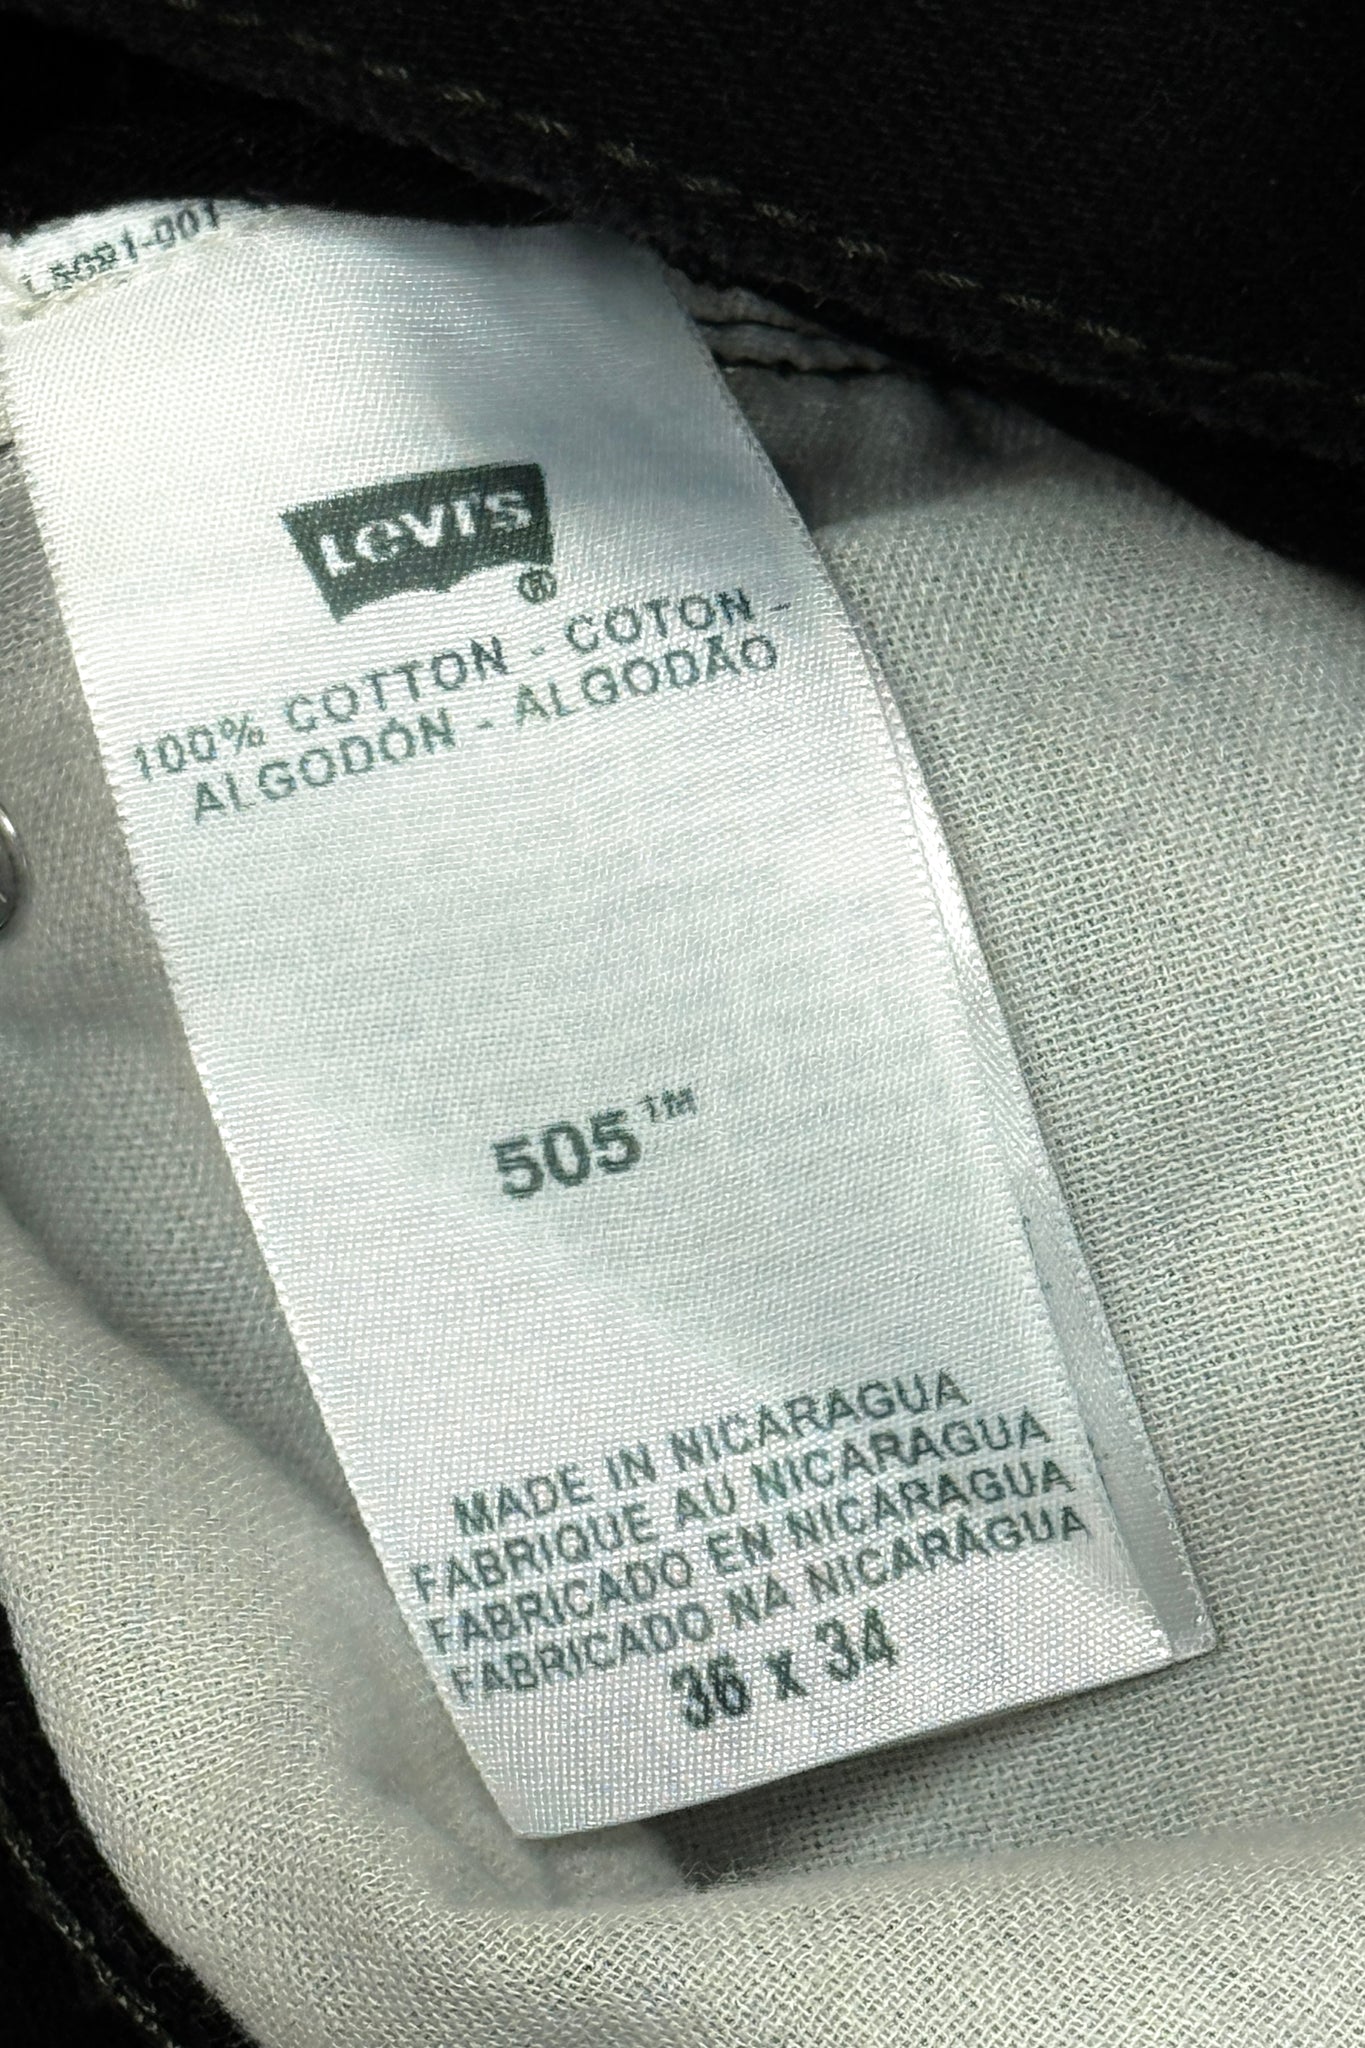 Levi's
®
100% COTTON - COTON -
ALGODÓN - ALGODÃO
505™
MADE IN NICARAGUA
FABRIQUE AU NICARAGUA
FABRICADO EN NICARAGUA
FABRICADO NA NICARÁGUA
36 x 34